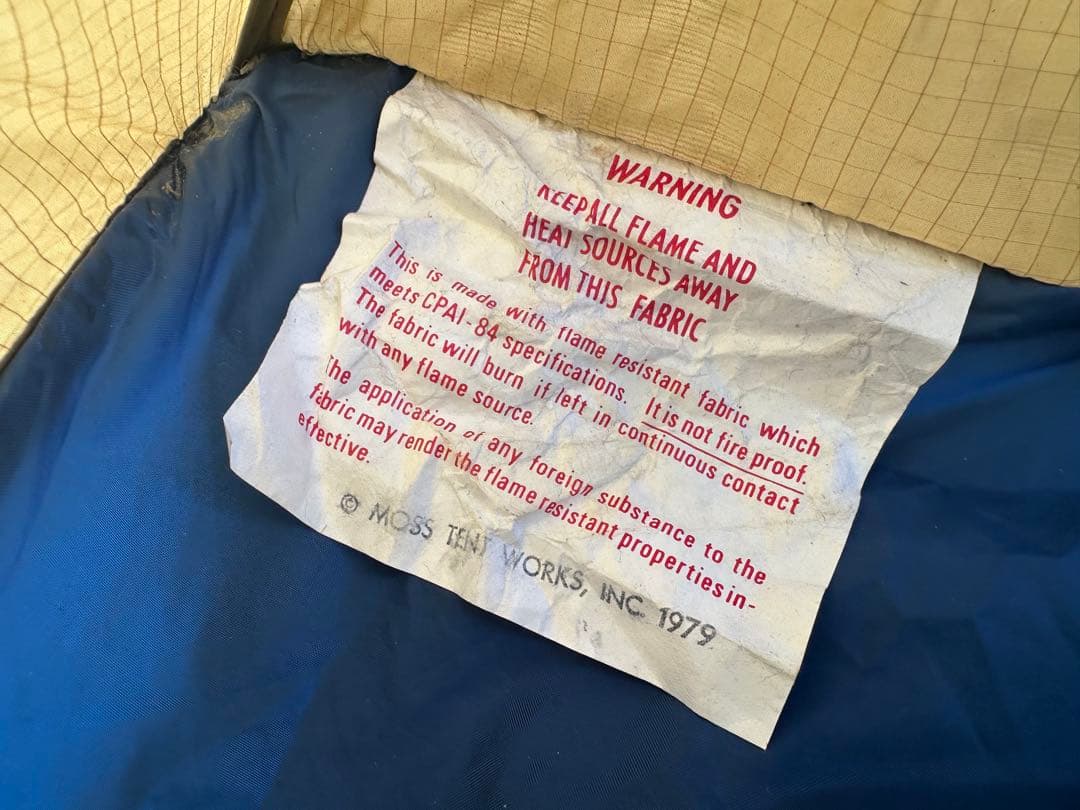 WARNING
KEEP ALL FLAME AND
HEAT SOURCES AWAY
FROM THIS FABRIC
This is made with flame resistant fabric which
meets CPAI-84 specifications. It is not fire proof.
The fabric will burn if left in continuous contact
with any flame source.
The application of any foreign substance to the
fabric may render the flame resistant properties in-
effective.
© MOSS TENT WORKS, INC. 1979